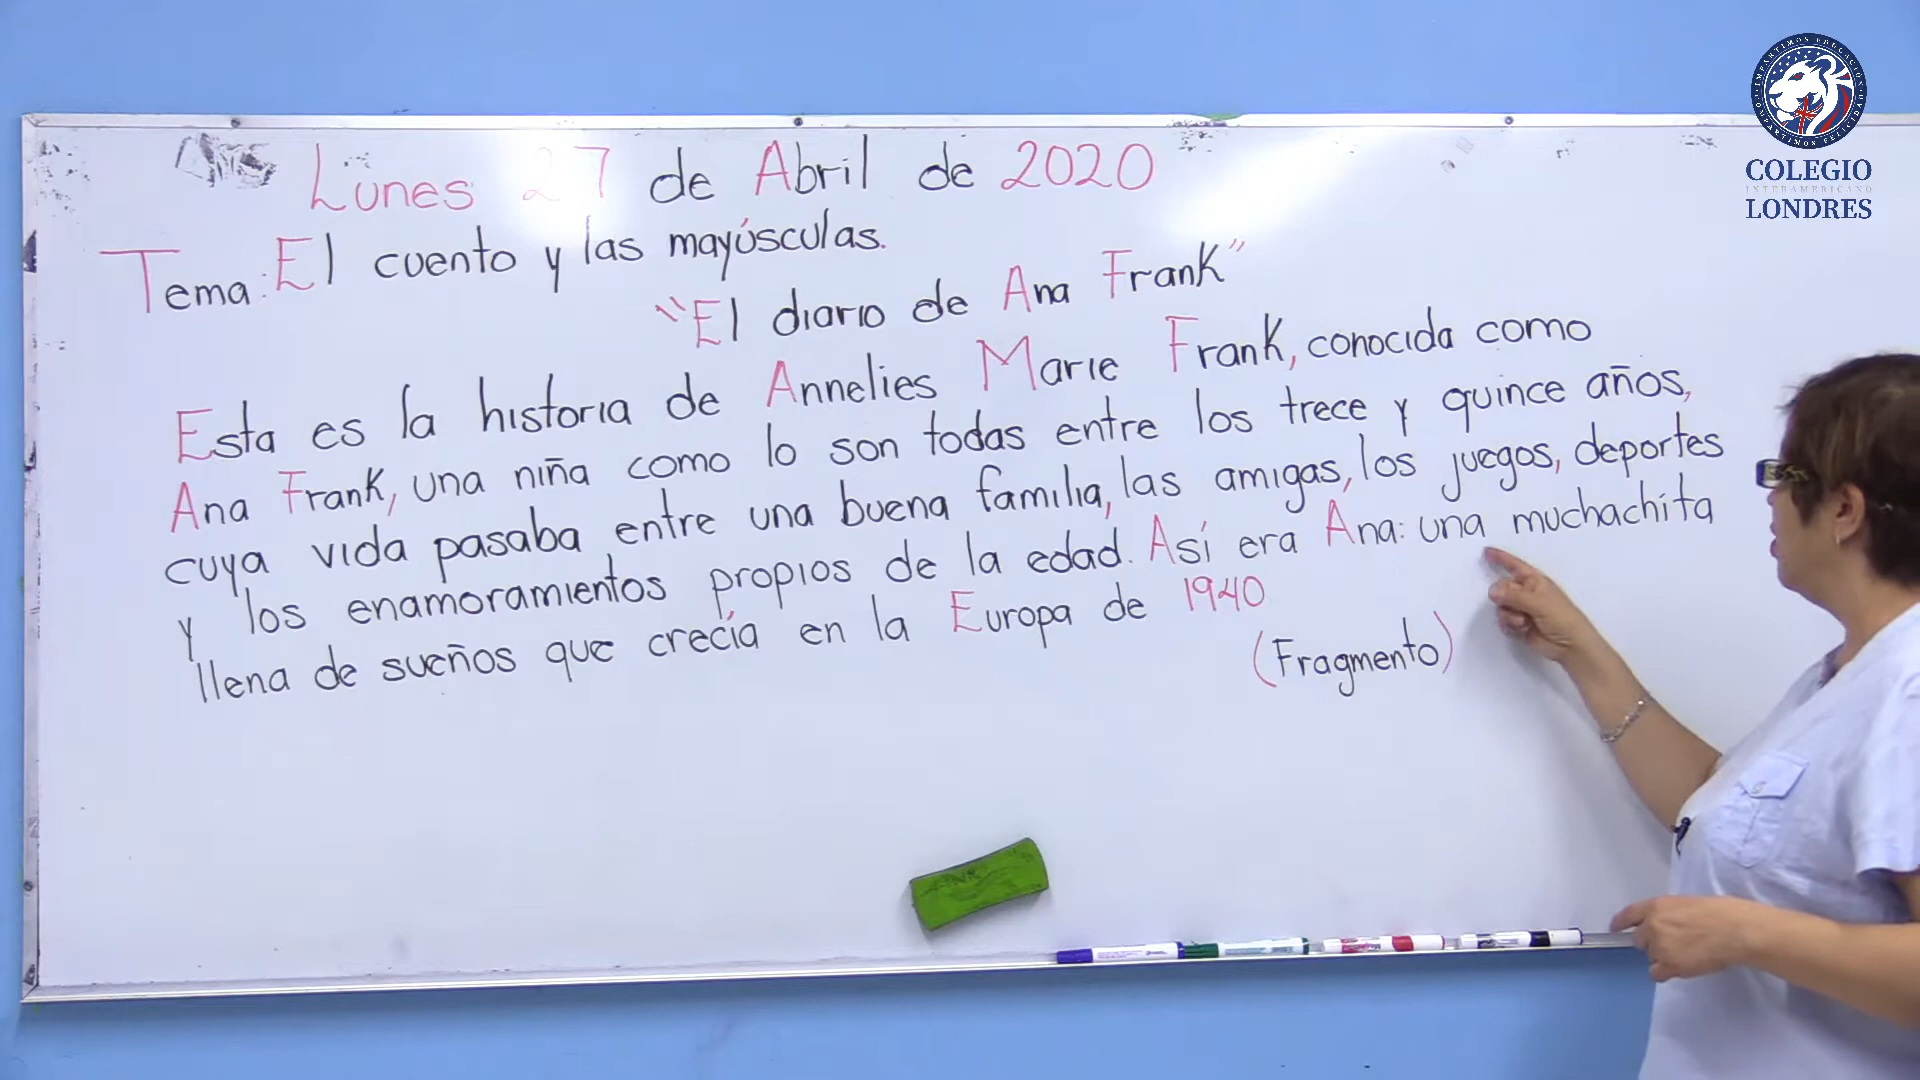 Lunes 27 de Abril de 2020
Tema: El cuento y las mayúsculas.
"El diario de Ana Frank"
Esta es la historia de Annelies Marie Frank, conocida como
Ana Frank, una niña como lo son todas entre los trece y quince años,
cuya vida pasaba entre una buena familia, las amigas, los juegos, deportes
y los enamoramientos propios de la edad. Así era Ana: una muchachita
llena de sueños que crecía en la Europa de 1940
(Fragmento)
COLEGIO
INTERAMERICANO
LONDRES